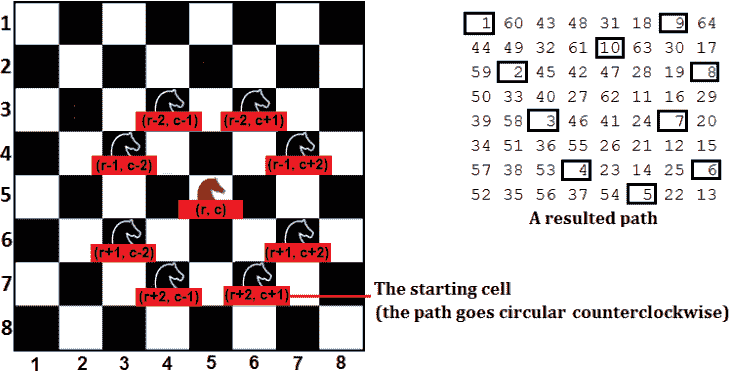 1
2
3
4
5
6
7
8
1 2 3 4 5 6 7 8
(r-2, c-1) (r-2, c+1)
(r-1, c-2) (r-1, c+2)
(r, c)
(r+1, c-2) (r+1, c+2)
(r+2, c-1) (r+2, c+1)
1 60 43 48 31 18 9 64
44 49 32 61 10 63 30 17
59 2 45 42 47 28 19 8
50 33 40 27 62 11 16 29
39 58 3 46 41 24 7 20
34 51 36 55 26 21 12 15
57 38 53 4 23 14 25 6
52 35 56 37 54 5 22 13
A resulted path
The starting cell
(the path goes circular counterclockwise)